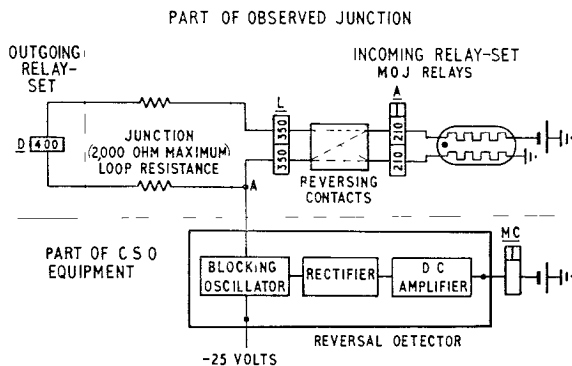 PART OF OBSERVED JUNCTION
OUTGOING
RELAY-
SET
INCOMING RELAY-SET
MOJ RELAYS
D 400
JUNCTION
(2,000 OHM MAXIMUM)
LOOP RESISTANCE
L
350
350
REVERSING
CONTACTS
A
1
210
210
A
PART OF C S O
EQUIPMENT
BLOCKING
OSCILLATOR
RECTIFIER
D C
AMPLIFIER
MC
1
REVERSAL DETECTOR
-25 VOLTS